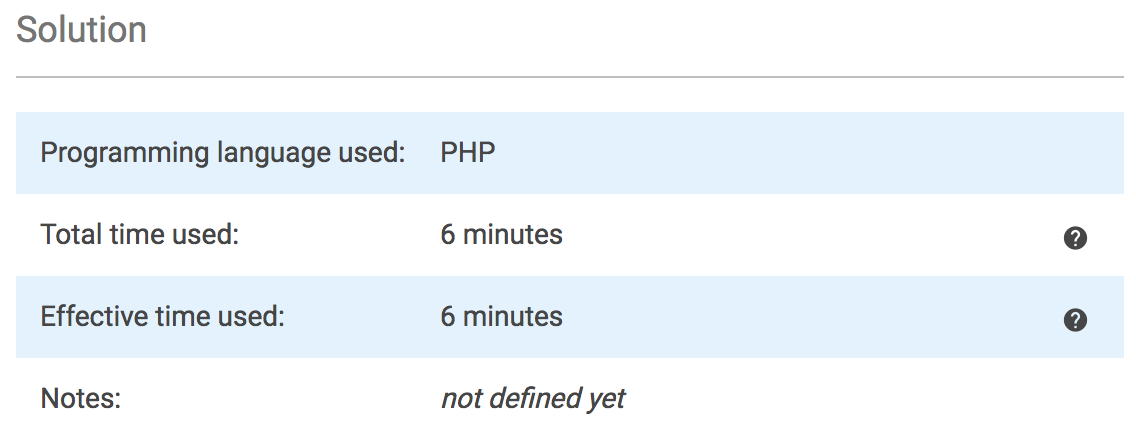 Solution
Programming language used: PHP
Total time used: 6 minutes ?
Effective time used: 6 minutes ?
Notes: not defined yet